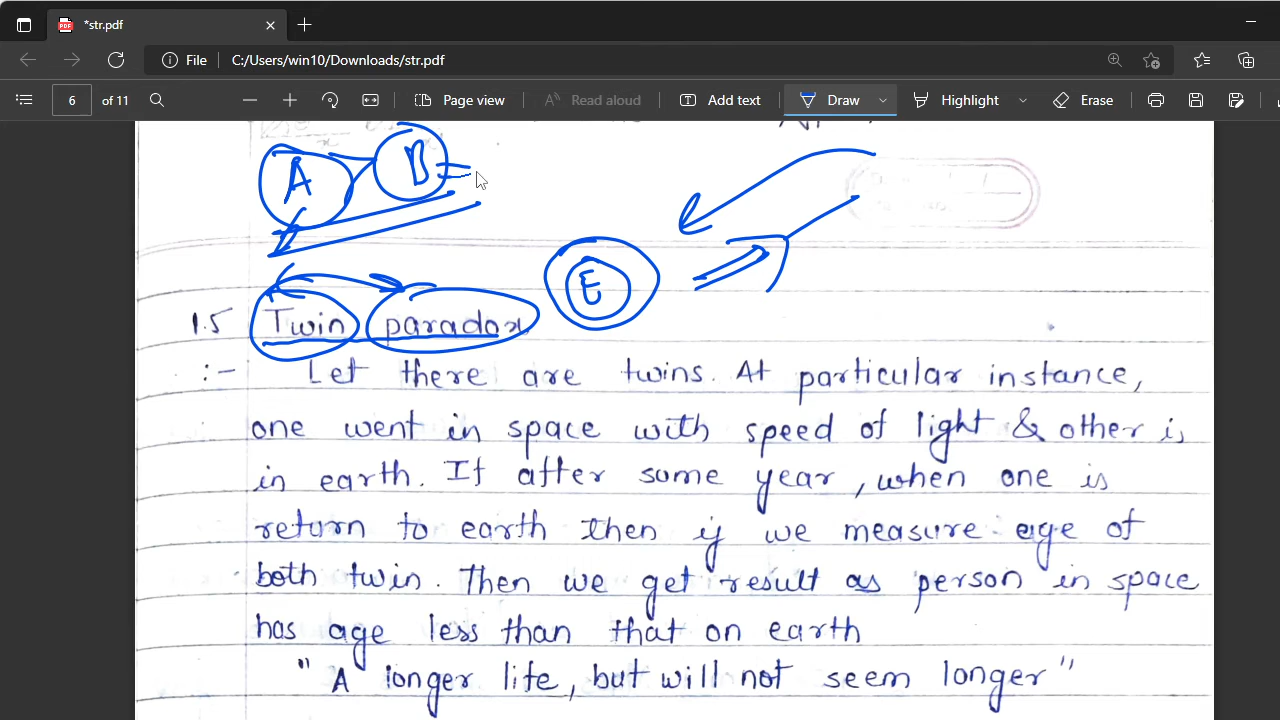 *str.pdf
File C:/Users/win10/Downloads/str.pdf
6 of 11 Page view Read aloud Add text Draw Highlight Erase
A B
E
1.5 Twin paradox
:- Let there are twins. At particular instance,
one went in space with speed of light & other is
in earth. If after some year, when one is
return to earth then if we measure age of
both twin. Then we get result as person in space
has age less than that on earth
"A longer life, but will not seem longer"